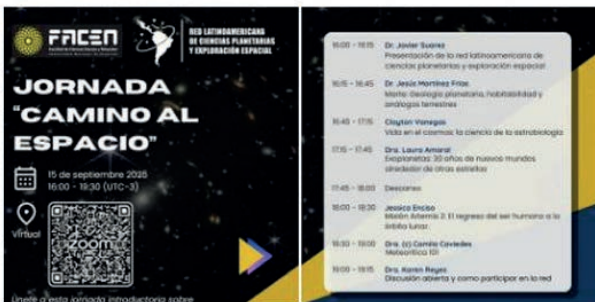 FACEN
RED LATINOAMERICANA
DE CIENCIAS PLANETARIAS
Y EXPLORACIÓN ESPACIAL
JORNADA
"CAMINO AL
ESPACIO"
15 de septiembre 2025
16:00 - 19:30 (UTC-3)
Virtual
zoom
Únete a esta jornada introductoria sobre
16:00 - 16:15 Dr. Javier Suarez
Presentación de la red latinoamericana de
ciencias planetarias y exploración espacial
16:15 - 16:45 Dr. Jesús Martínez Frías
Marte: Geología planetaria, habitabilidad y
análogos terrestres
16:45 - 17:15 Clayton Vanegas
Vida en el cosmos: la ciencia de la astrobiología
17:15 - 17:45 Dra. Laura Amaral
Exoplanetas: 30 años de nuevos mundos
alrededor de otras estrellas
17:45 - 18:00 Descanso
18:00 - 18:30 Jessica Enciso
Misión Artemis 2: El regreso del ser humano a la
órbita lunar
18:30 - 19:00 Dra. (c) Camila Caviedes
Meteorítica 101
19:00 - 19:15 Dra. Karen Reyes
Discusión abierta y como participar en la red